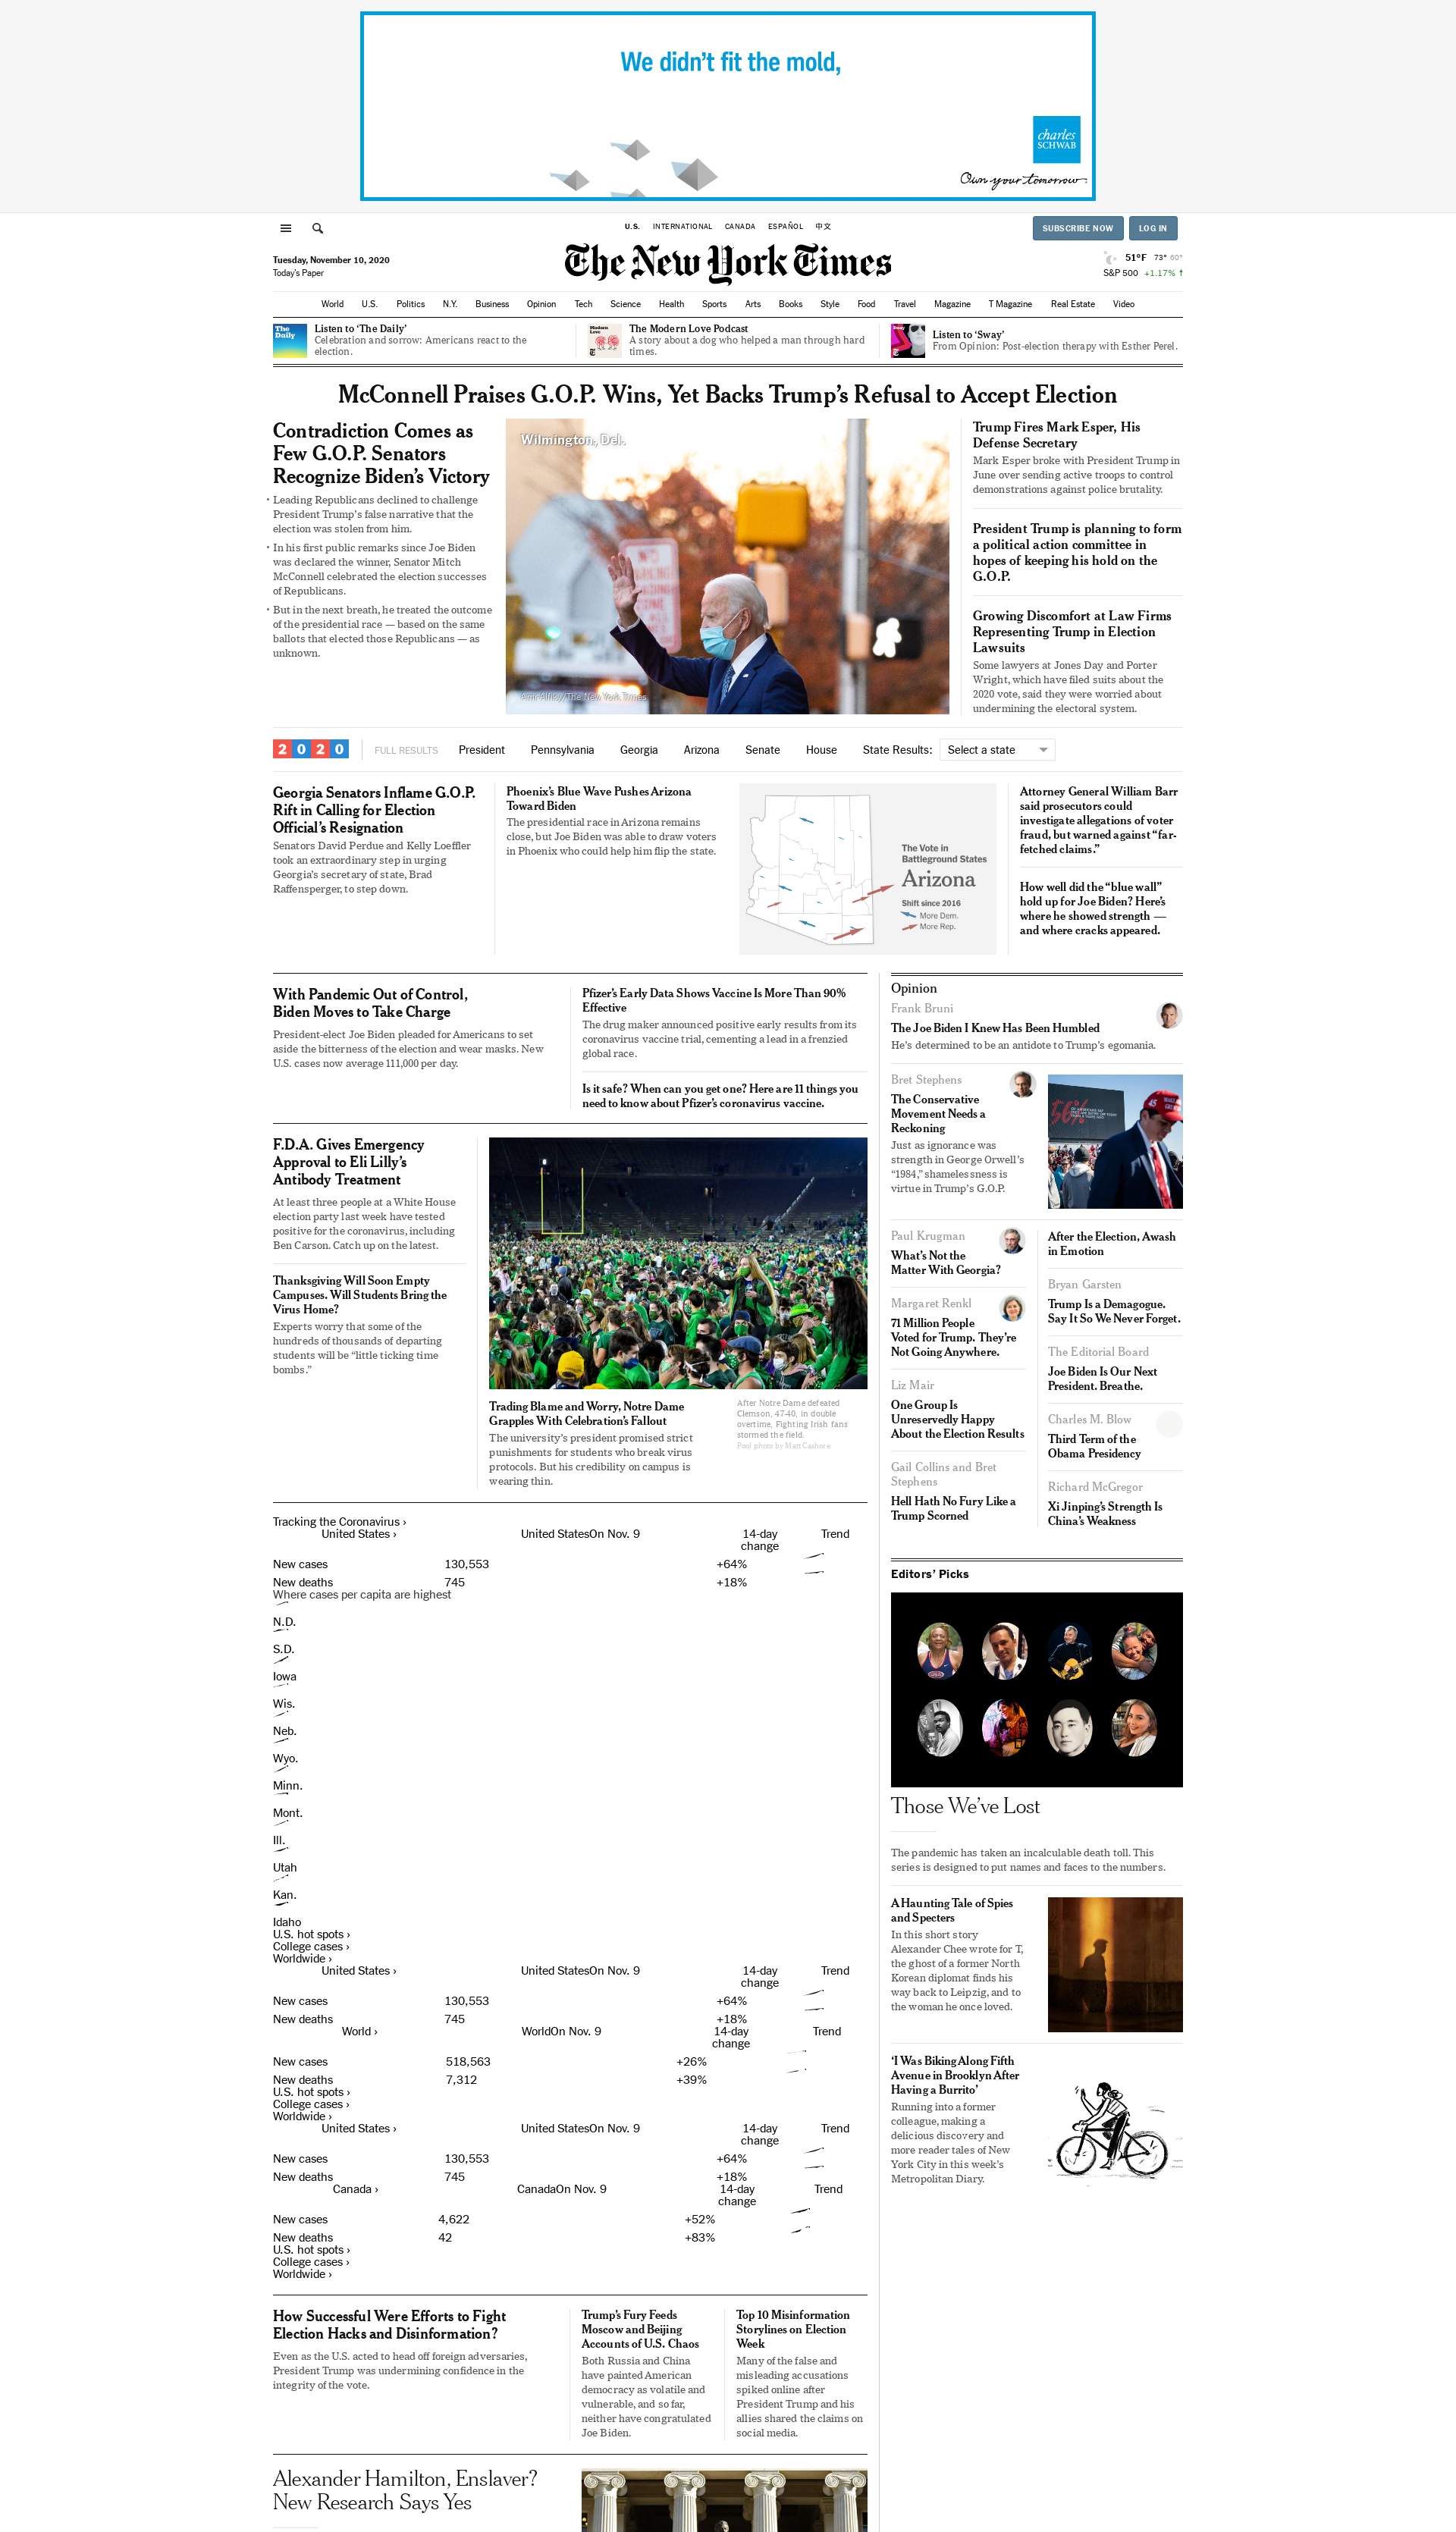 We didn't fit the mold,
charles
SCHWAB
Own your tomorrow.
U.S. INTERNATIONAL CANADA ESPAÑOL 中文
SUBSCRIBE NOW LOG IN
Tuesday, November 10, 2020
Today's Paper
The New York Times
51°F 73° 60°
S&P 500 +1.17% ↑
World U.S. Politics N.Y. Business Opinion Tech Science Health Sports Arts Books Style Food Travel Magazine T Magazine Real Estate Video
The
Daily
Listen to ‘The Daily’
Celebration and sorrow: Americans react to the
election.
Modern
Love
The Modern Love Podcast
A story about a dog who helped a man through hard
times.
Sway
Listen to ‘Sway’
From Opinion: Post-election therapy with Esther Perel.
McConnell Praises G.O.P. Wins, Yet Backs Trump’s Refusal to Accept Election
Contradiction Comes as
Few G.O.P. Senators
Recognize Biden’s Victory
• Leading Republicans declined to challenge
President Trump’s false narrative that the
election was stolen from him.
• In his first public remarks since Joe Biden
was declared the winner, Senator Mitch
McConnell celebrated the election successes
of Republicans.
• But in the next breath, he treated the outcome
of the presidential race — based on the same
ballots that elected those Republicans — as
unknown.
Wilmington, Del.
Amr Alfiky/The New York Times
Trump Fires Mark Esper, His
Defense Secretary
Mark Esper broke with President Trump in
June over sending active troops to control
demonstrations against police brutality.
President Trump is planning to form
a political action committee in
hopes of keeping his hold on the
G.O.P.
Growing Discomfort at Law Firms
Representing Trump in Election
Lawsuits
Some lawyers at Jones Day and Porter
Wright, which have filed suits about the
2020 vote, said they were worried about
undermining the electoral system.
2020 FULL RESULTS President Pennsylvania Georgia Arizona Senate House State Results: Select a state
Georgia Senators Inflame G.O.P.
Rift in Calling for Election
Official’s Resignation
Senators David Perdue and Kelly Loeffler
took an extraordinary step in urging
Georgia’s secretary of state, Brad
Raffensperger, to step down.
Phoenix’s Blue Wave Pushes Arizona
Toward Biden
The presidential race in Arizona remains
close, but Joe Biden was able to draw voters
in Phoenix who could help him flip the state.
The Vote in
Battleground States
Arizona
Shift since 2016
More Dem.
More Rep.
Attorney General William Barr
said prosecutors could
investigate allegations of voter
fraud, but warned against “far-
fetched claims.”
How well did the “blue wall”
hold up for Joe Biden? Here’s
where he showed strength —
and where cracks appeared.
With Pandemic Out of Control,
Biden Moves to Take Charge
President-elect Joe Biden pleaded for Americans to set
aside the bitterness of the election and wear masks. New
U.S. cases now average 111,000 per day.
Pfizer’s Early Data Shows Vaccine Is More Than 90%
Effective
The drug maker announced positive early results from its
coronavirus vaccine trial, cementing a lead in a frenzied
global race.
Is it safe? When can you get one? Here are 11 things you
need to know about Pfizer’s coronavirus vaccine.
F.D.A. Gives Emergency
Approval to Eli Lilly’s
Antibody Treatment
At least three people at a White House
election party last week have tested
positive for the coronavirus, including
Ben Carson. Catch up on the latest.
Thanksgiving Will Soon Empty
Campuses. Will Students Bring the
Virus Home?
Experts worry that some of the
hundreds of thousands of departing
students will be “little ticking time
bombs.”
Trading Blame and Worry, Notre Dame
Grapples With Celebration’s Fallout
The university’s president promised strict
punishments for students who break virus
protocols. But his credibility on campus is
wearing thin.
After Notre Dame defeated
Clemson, 47-40, in double
overtime, Fighting Irish fans
stormed the field.
Pool photo by Matt Cashore
Tracking the Coronavirus ›
United States › United StatesOn Nov. 9 14-day
change Trend
New cases 130,553 +64%
New deaths 745 +18%
Where cases per capita are highest
N.D.
S.D.
Iowa
Wis.
Neb.
Wyo.
Minn.
Mont.
Ill.
Utah
Kan.
Idaho
U.S. hot spots ›
College cases ›
Worldwide ›
United States › United StatesOn Nov. 9 14-day
change Trend
New cases 130,553 +64%
New deaths 745 +18%
World › WorldOn Nov. 9 14-day
change Trend
New cases 518,563 +26%
New deaths 7,312 +39%
U.S. hot spots ›
College cases ›
Worldwide ›
United States › United StatesOn Nov. 9 14-day
change Trend
New cases 130,553 +64%
New deaths 745 +18%
Canada › CanadaOn Nov. 9 14-day
change Trend
New cases 4,622 +52%
New deaths 42 +83%
U.S. hot spots ›
College cases ›
Worldwide ›
How Successful Were Efforts to Fight
Election Hacks and Disinformation?
Even as the U.S. acted to head off foreign adversaries,
President Trump was undermining confidence in the
integrity of the vote.
Trump’s Fury Feeds
Moscow and Beijing
Accounts of U.S. Chaos
Both Russia and China
have painted American
democracy as volatile and
vulnerable, and so far,
neither have congratulated
Joe Biden.
Top 10 Misinformation
Storylines on Election
Week
Many of the false and
misleading accusations
spiked online after
President Trump and his
allies shared the claims on
social media.
Alexander Hamilton, Enslaver?
New Research Says Yes
Opinion
Frank Bruni
The Joe Biden I Knew Has Been Humbled
He’s determined to be an antidote to Trump’s egomania.
Bret Stephens
The Conservative
Movement Needs a
Reckoning
Just as ignorance was
strength in George Orwell’s
“1984,” shamelessness is
virtue in Trump’s G.O.P.
56%
45
Paul Krugman
What’s Not the
Matter With Georgia?
Margaret Renkl
71 Million People
Voted for Trump. They’re
Not Going Anywhere.
Liz Mair
One Group Is
Unreservedly Happy
About the Election Results
Gail Collins and Bret
Stephens
Hell Hath No Fury Like a
Trump Scorned
After the Election, Awash
in Emotion
Bryan Garsten
Trump Is a Demagogue.
Say It So We Never Forget.
The Editorial Board
Joe Biden Is Our Next
President. Breathe.
Charles M. Blow
Third Term of the
Obama Presidency
Richard McGregor
Xi Jinping’s Strength Is
China’s Weakness
Editors’ Picks
Those We’ve Lost
The pandemic has taken an incalculable death toll. This
series is designed to put names and faces to the numbers.
A Haunting Tale of Spies
and Specters
In this short story
Alexander Chee wrote for T,
the ghost of a former North
Korean diplomat finds his
way back to Leipzig, and to
the woman he once loved.
‘I Was Biking Along Fifth
Avenue in Brooklyn After
Having a Burrito’
Running into a former
colleague, making a
delicious discovery and
more reader tales of New
York City in this week’s
Metropolitan Diary.